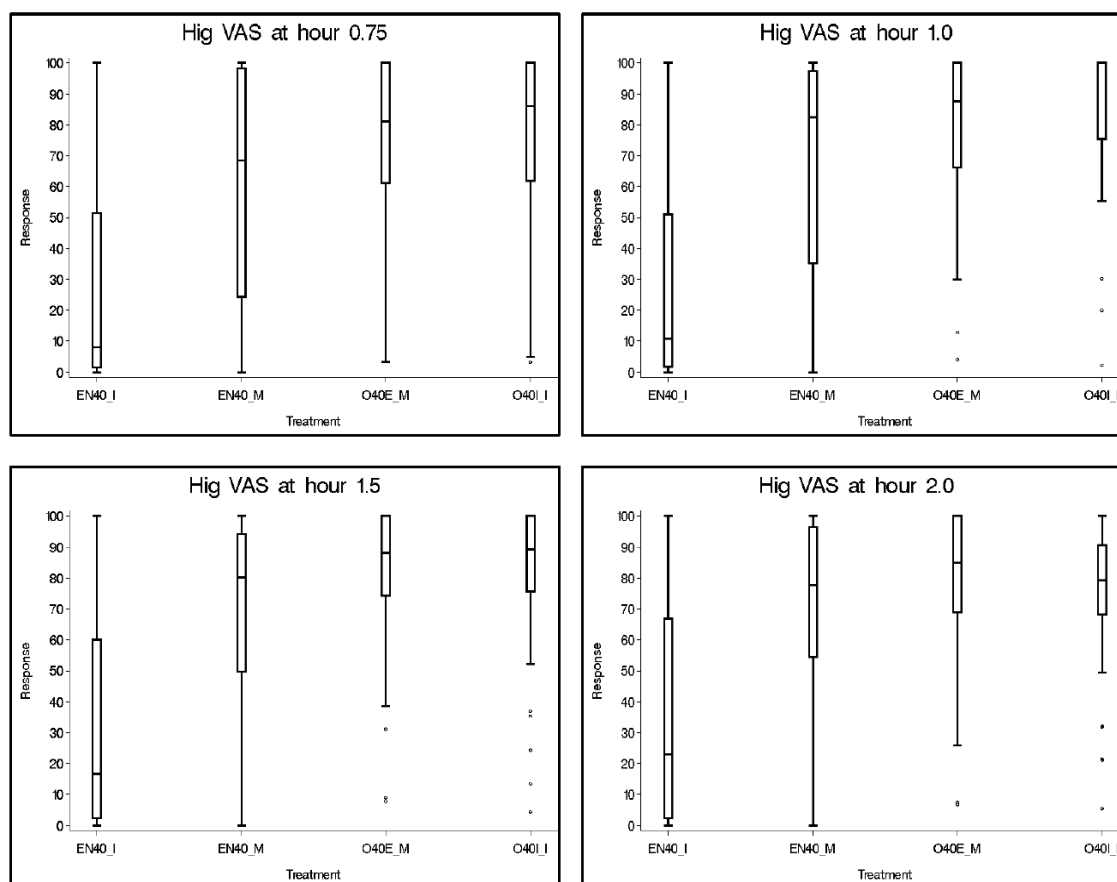 Hig VAS at hour 0.75
100
90
80
70
60
50
40
30
20
10
0
Response
EN40_I
EN40_M
O40E_M
O40I_I
Treatment
Hig VAS at hour 1.0
100
90
80
70
60
50
40
30
20
10
0
Response
EN40_I
EN40_M
O40E_M
O40I_
Treatment
Hig VAS at hour 1.5
100
90
80
70
60
50
40
30
20
10
0
Response
EN40_I
EN40_M
O40E_M
O40I_I
Treatment
Hig VAS at hour 2.0
100
90
80
70
60
50
40
30
20
10
0
Response
EN40_I
EN40_M
O40E_M
O40I_
Treatment